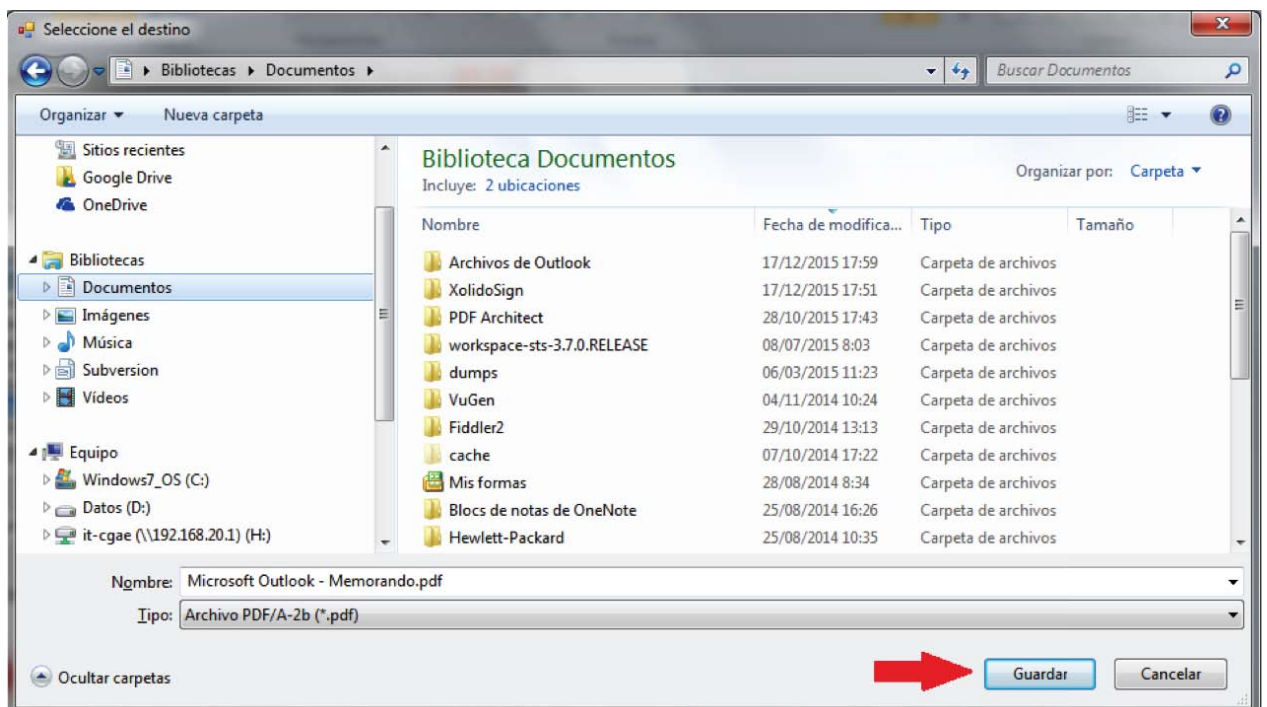 Seleccione el destino
Bibliotecas Documentos
Buscar Documentos
Organizar Nueva carpeta
Sitios recientes
Google Drive
OneDrive
Bibliotecas
Documentos
Imágenes
Música
Subversion
Vídeos
Equipo
Windows7_OS (C:)
Datos (D:)
it-cgae (\\192.168.20.1) (H:)
Biblioteca Documentos
Incluye: 2 ubicaciones
Organizar por: Carpeta
Nombre Fecha de modifica... Tipo Tamaño
Archivos de Outlook 17/12/2015 17:59 Carpeta de archivos
XolidoSign 17/12/2015 17:51 Carpeta de archivos
PDF Architect 28/10/2015 17:43 Carpeta de archivos
workspace-sts-3.7.0.RELEASE 08/07/2015 8:03 Carpeta de archivos
dumps 06/03/2015 11:23 Carpeta de archivos
VuGen 04/11/2014 10:24 Carpeta de archivos
Fiddler2 29/10/2014 13:13 Carpeta de archivos
cache 07/10/2014 17:22 Carpeta de archivos
Mis formas 28/08/2014 8:34 Carpeta de archivos
Blocs de notas de OneNote 25/08/2014 16:26 Carpeta de archivos
Hewlett-Packard 25/08/2014 10:35 Carpeta de archivos
Nombre: Microsoft Outlook - Memorando.pdf
Tipo: Archivo PDF/A-2b (*.pdf)
Ocultar carpetas
Guardar Cancelar